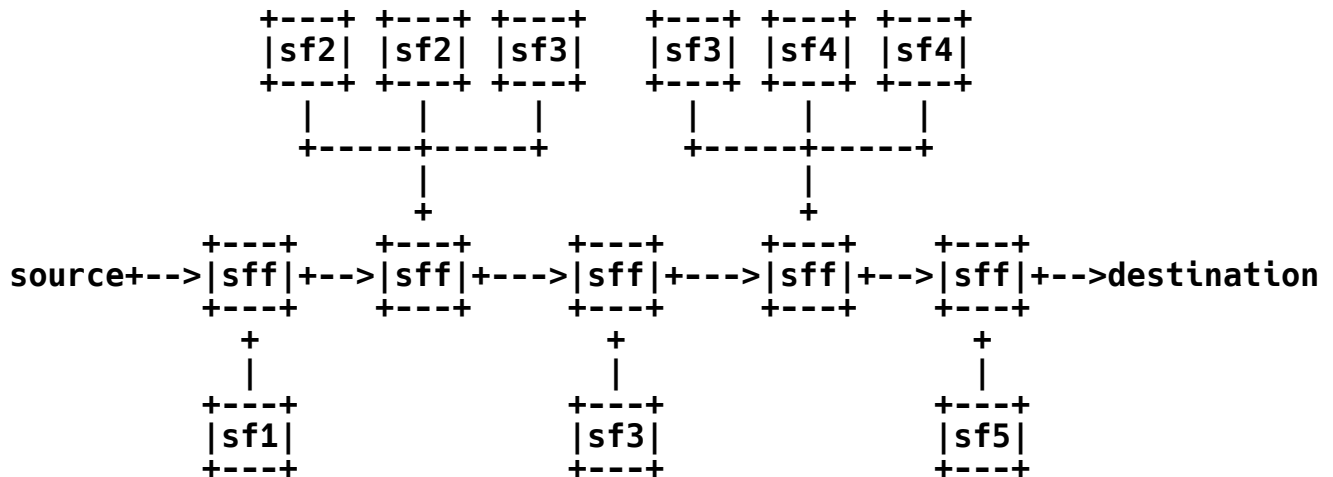 +---+ +---+ +---+   +---+ +---+ +---+
|sf2| |sf2| |sf3|   |sf3| |sf4| |sf4|
+---+ +---+ +---+   +---+ +---+ +---+
  |     |     |       |     |     |
  +-----+-----+       +-----+-----+
        |                   |
        +                   +
          +---+    +---+     +---+     +---+    +---+
source+-->|sff|+-->|sff|+--->|sff|+--->|sff|+-->|sff|+-->destination
          +---+    +---+     +---+     +---+    +---+
            +                  +                  +
            |                  |                  |
          +---+              +---+              +---+
          |sf1|              |sf3|              |sf5|
          +---+              +---+              +---+